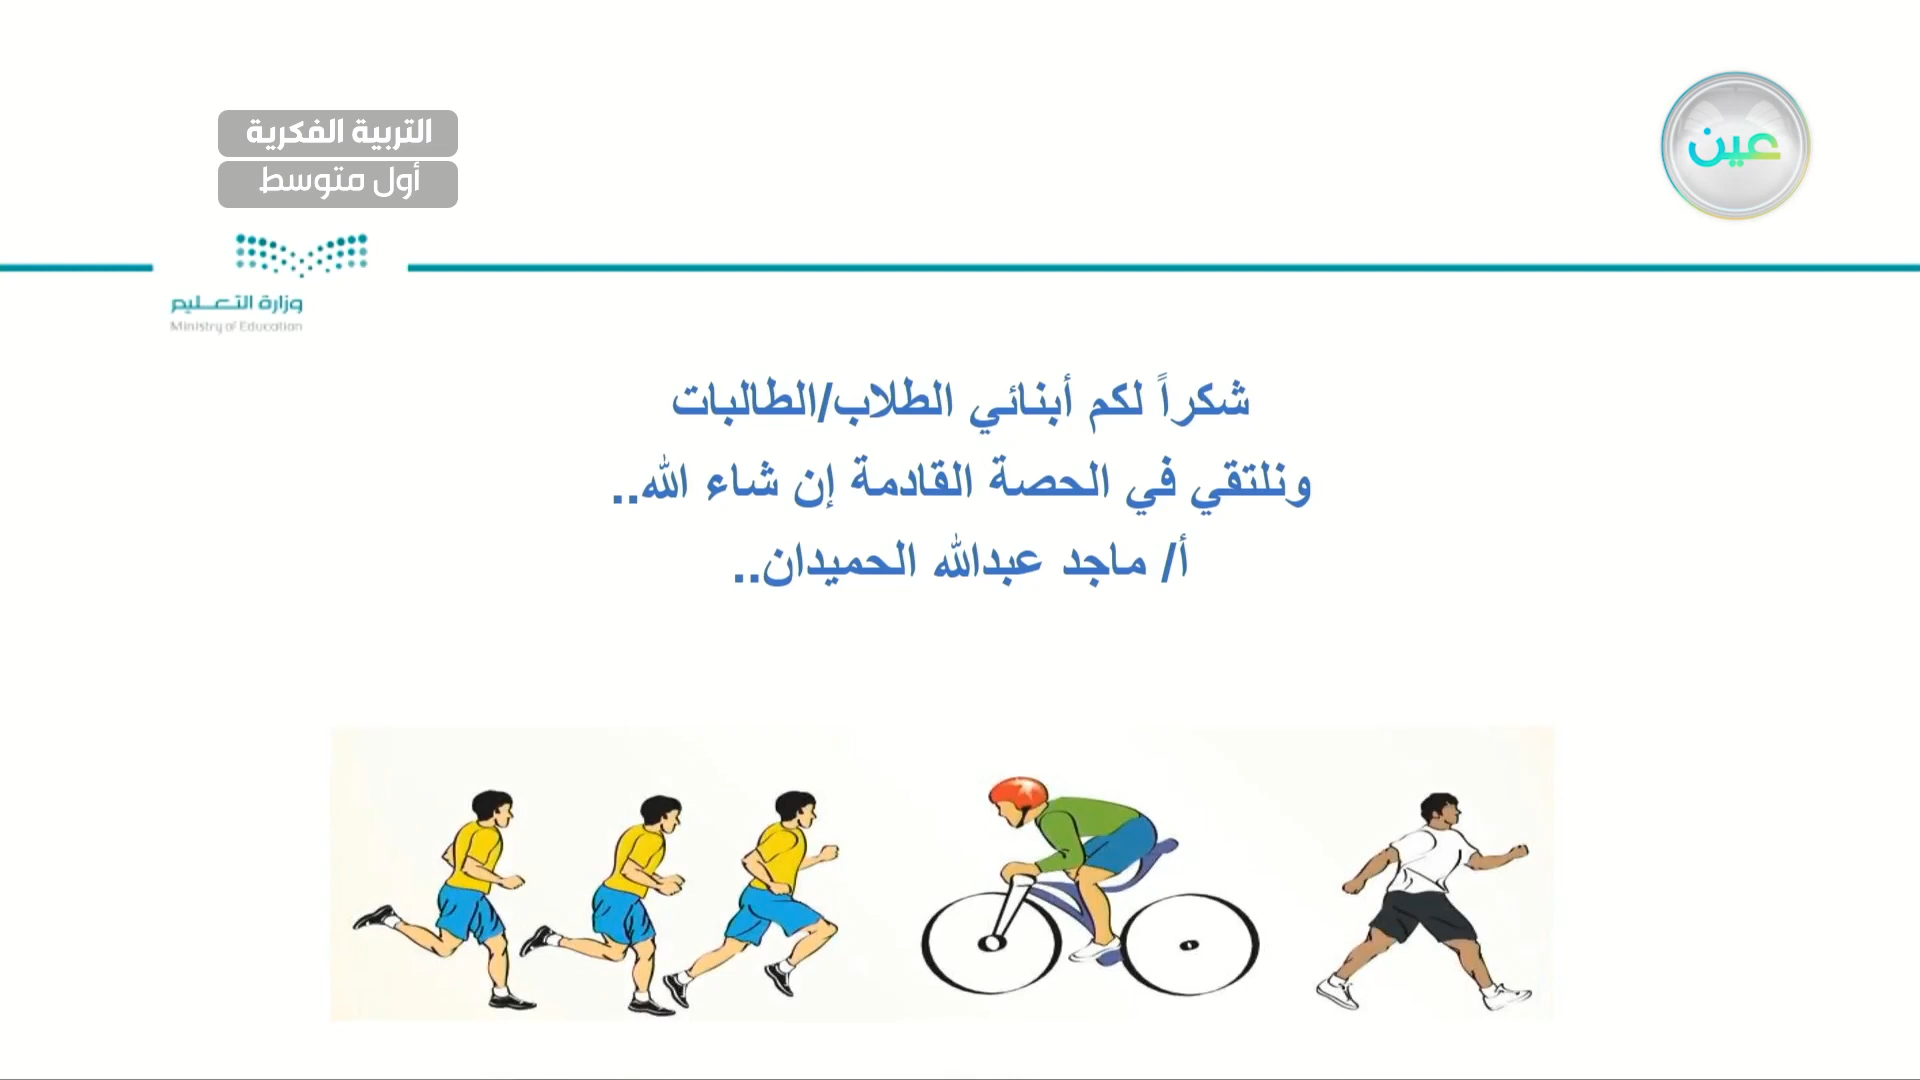 التربية الفكرية
أول متوسط
عين
وزارة التعليم
Ministry of Education
شكراً لكم أبنائي الطلاب/الطالبات
ونلتقي في الحصة القادمة إن شاء الله..
أ/ ماجد عبدالله الحميدان..